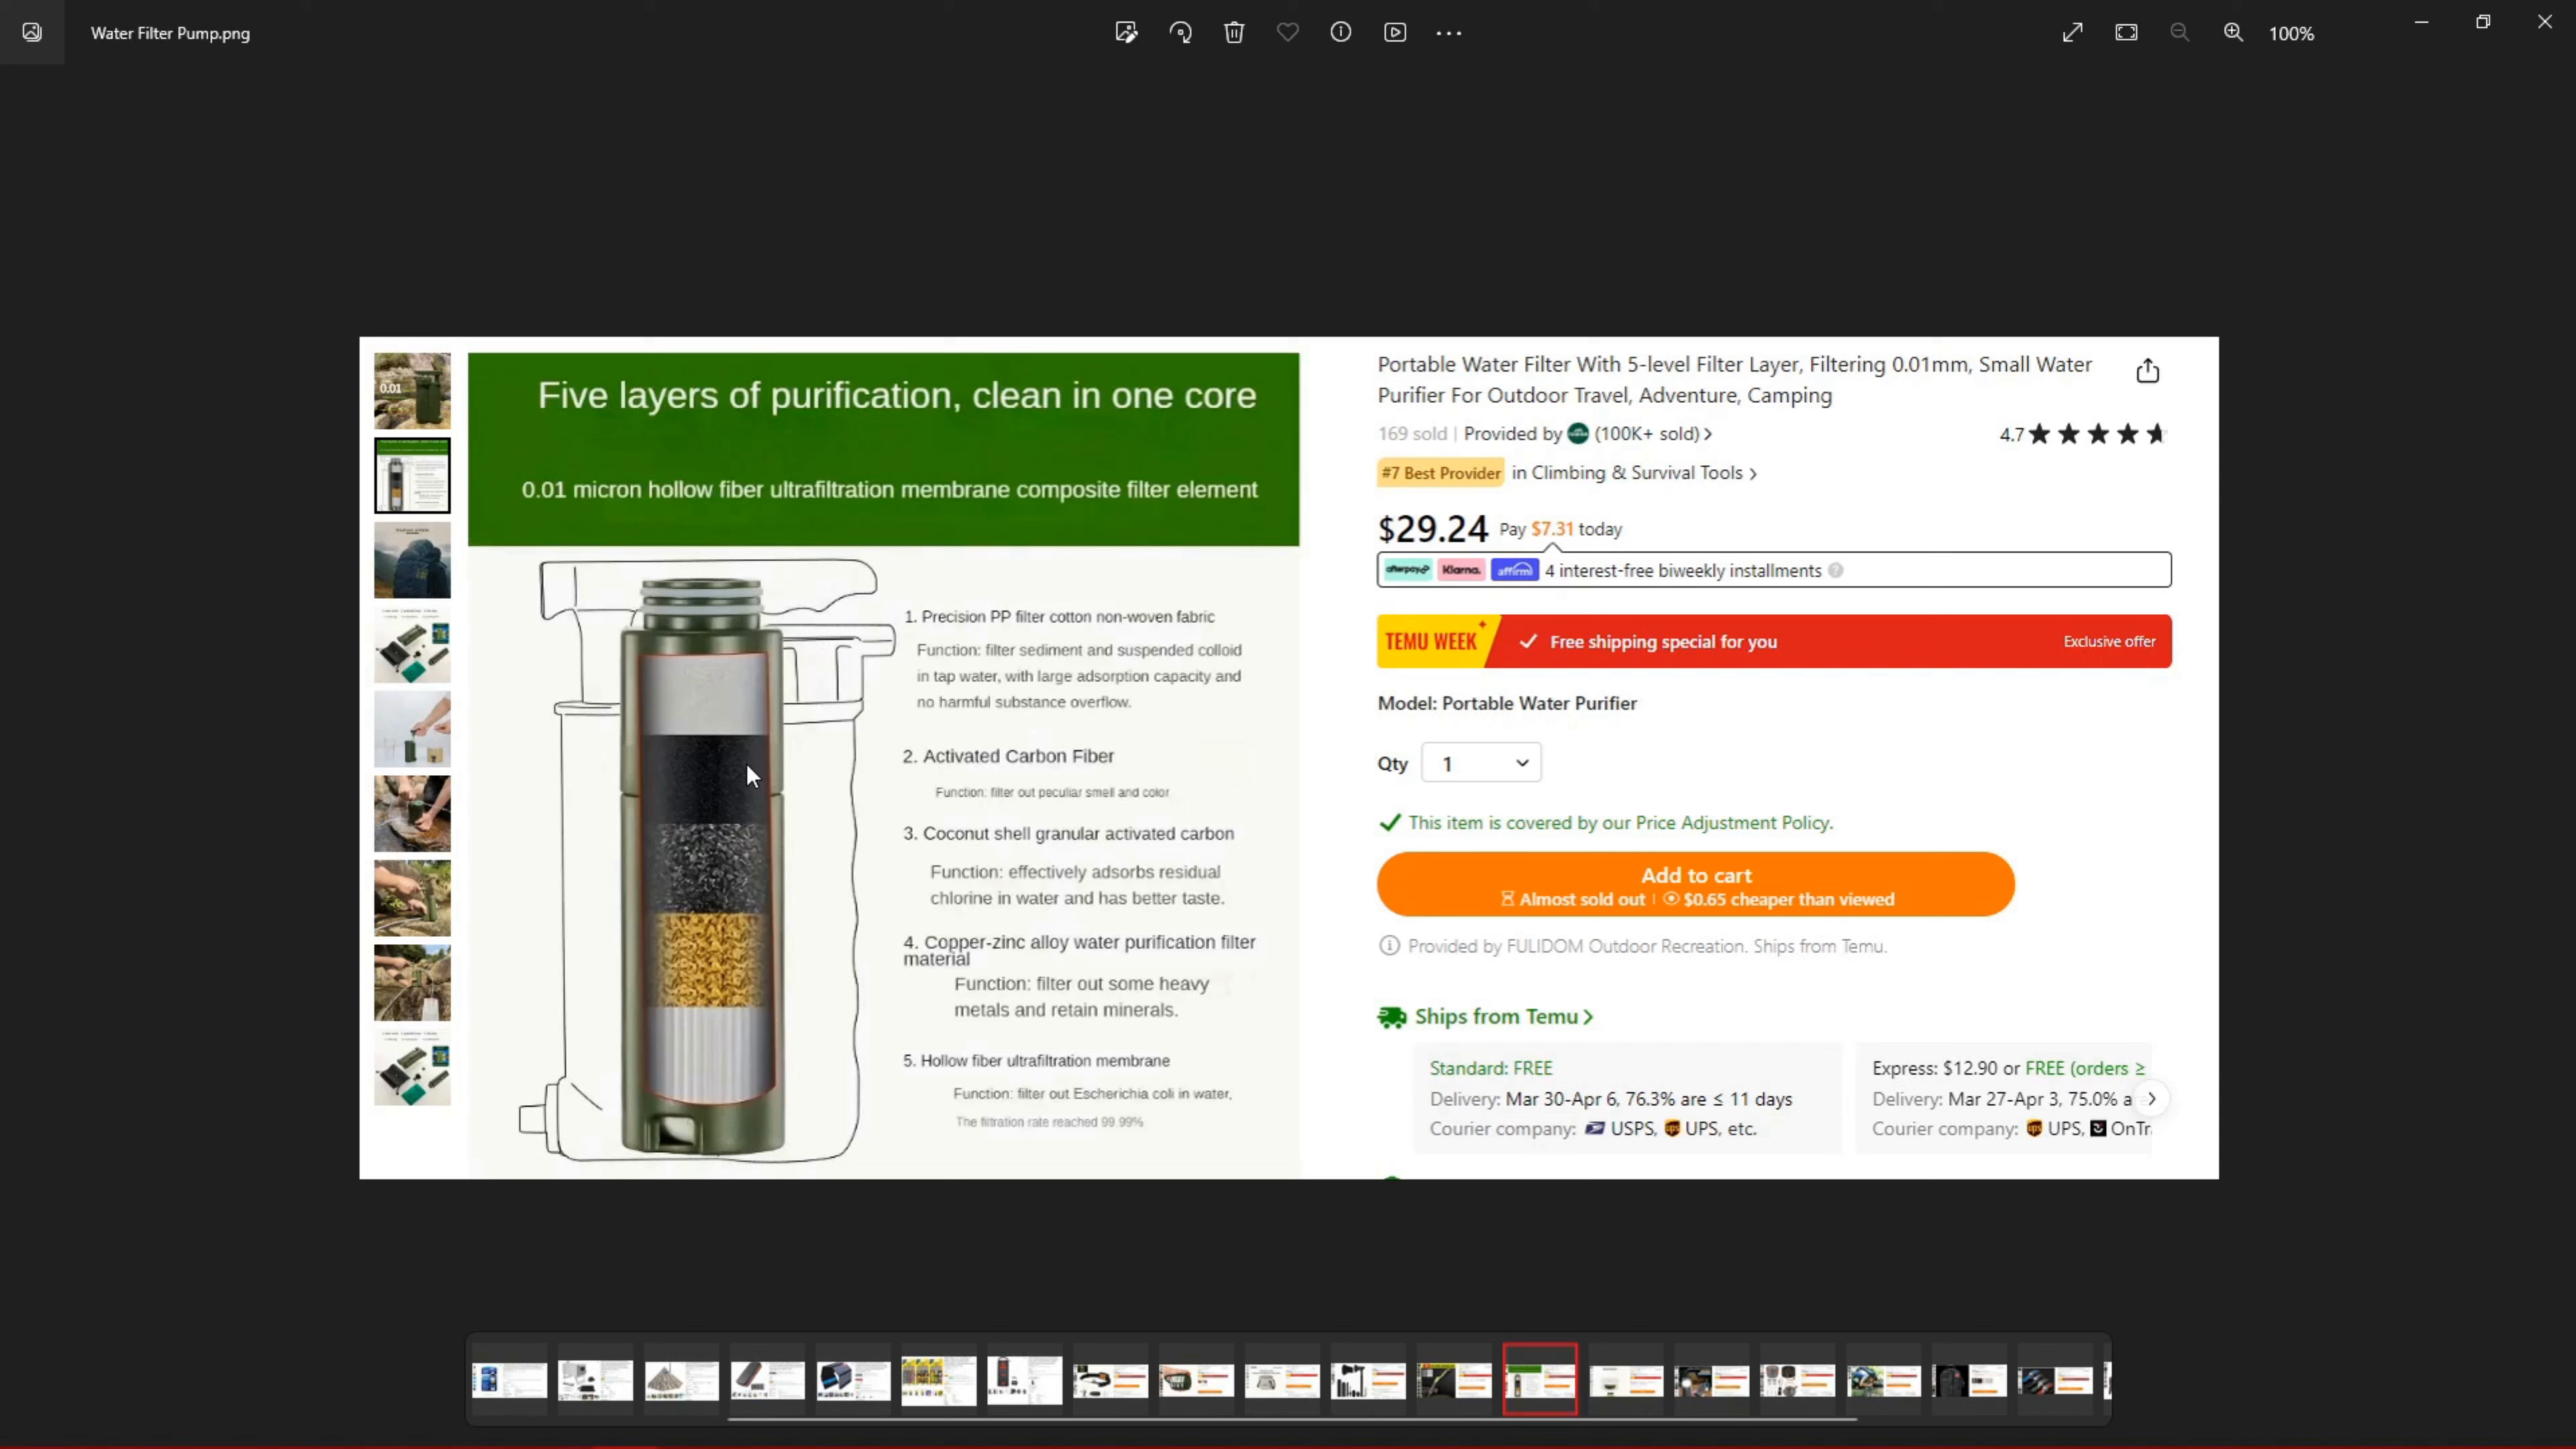 Water Filter Pump.png
100%
0.01
Five layers of purification, clean in one core
0.01 micron hollow fiber ultrafiltration membrane composite filter element
1. Precision PP filter cotton non-woven fabric
Function: filter sediment and suspended colloid
in tap water, with large adsorption capacity and
no harmful substance overflow.
2. Activated Carbon Fiber
Function: filter out peculiar smell and color
3. Coconut shell granular activated carbon
Function: effectively adsorbs residual
chlorine in water and has better taste.
4. Copper-zinc alloy water purification filter
material
Function: filter out some heavy
metals and retain minerals.
5. Hollow fiber ultrafiltration membrane
Function: filter out Escherichia coli in water,
The filtration rate reached 99.99%
Portable Water Filter With 5-level Filter Layer, Filtering 0.01mm, Small Water
Purifier For Outdoor Travel, Adventure, Camping
169 sold | Provided by (100K+ sold) >
4.7
#7 Best Provider in Climbing & Survival Tools >
$29.24 Pay $7.31 today
afterpay Klarna. affirm 4 interest-free biweekly installments ?
TEMU WEEK Free shipping special for you Exclusive offer
Model: Portable Water Purifier
Qty 1
This item is covered by our Price Adjustment Policy.
Add to cart
Almost sold out | $0.65 cheaper than viewed
Provided by FULIDOM Outdoor Recreation. Ships from Temu.
Ships from Temu >
Standard: FREE
Delivery: Mar 30-Apr 6, 76.3% are ≤ 11 days
Courier company: USPS, UPS, etc.
Express: $12.90 or FREE (orders ≥
Delivery: Mar 27-Apr 3, 75.0% a
Courier company: UPS, OnTr